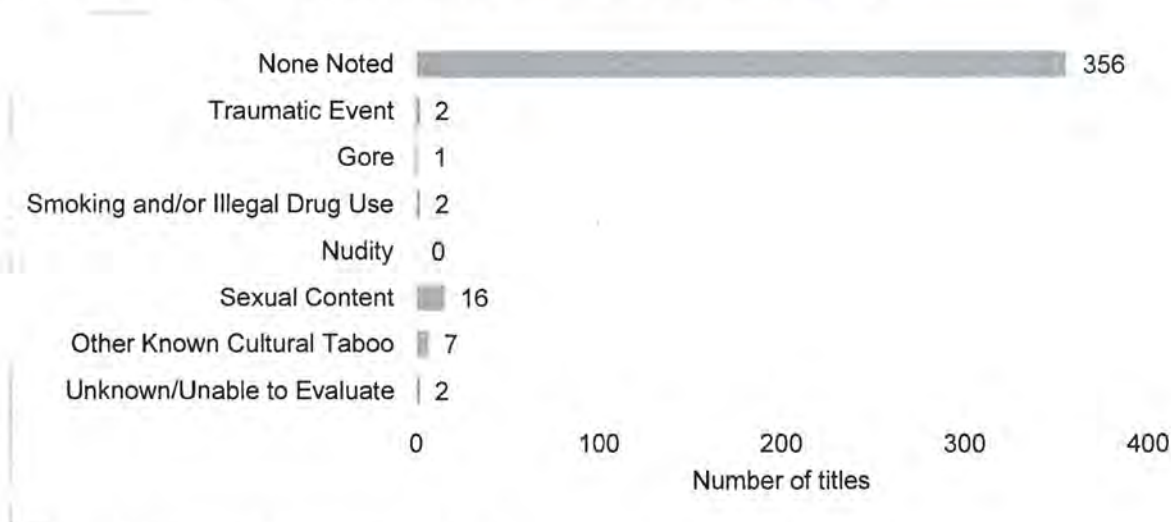 None Noted 356
Traumatic Event 2
Gore 1
Smoking and/or Illegal Drug Use 2
Nudity 0
Sexual Content 16
Other Known Cultural Taboo 7
Unknown/Unable to Evaluate 2
0 100 200 300 400
Number of titles